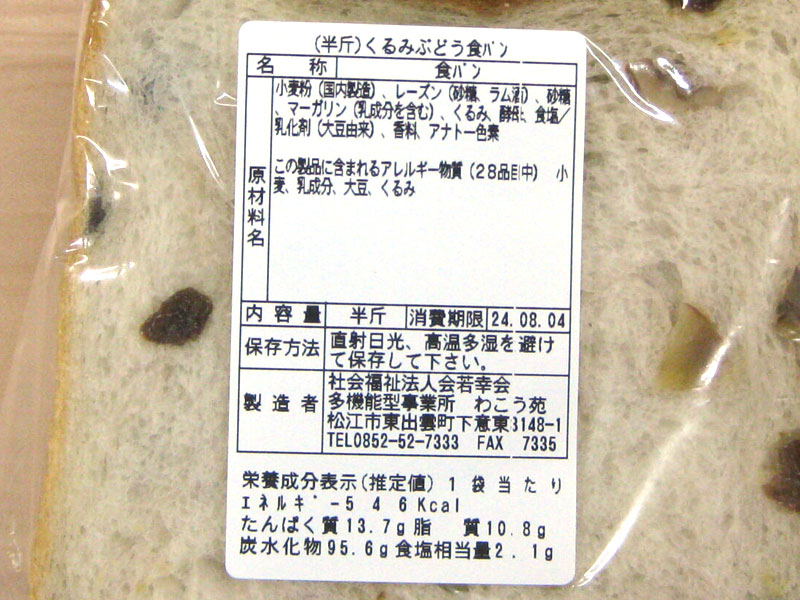 (半斤)くるみぶどう食パン
名称 食パン
原材料名
小麦粉(国内製造)、レーズン(砂糖、ラム酒)、砂糖
、マーガリン(乳成分を含む)、くるみ、酵母、食塩/
乳化剤(大豆由来)、香料、アナトー色素
この製品に含まれるアレルギー物質(28品目中) 小
麦、乳成分、大豆、くるみ
内容量 半斤 消費期限 24.08.04
保存方法
直射日光、高温多湿を避け
て保存して下さい。
製造者
社会福祉法人会若幸会
多機能型事業所 わこう苑
松江市東出雲町下意東3148-1
TEL0852-52-7333 FAX 7335
栄養成分表示(推定値)1袋当たり
エネルギー546Kcal
たんぱく質13.7g脂 質10.8g
炭水化物95.6g食塩相当量2.1g